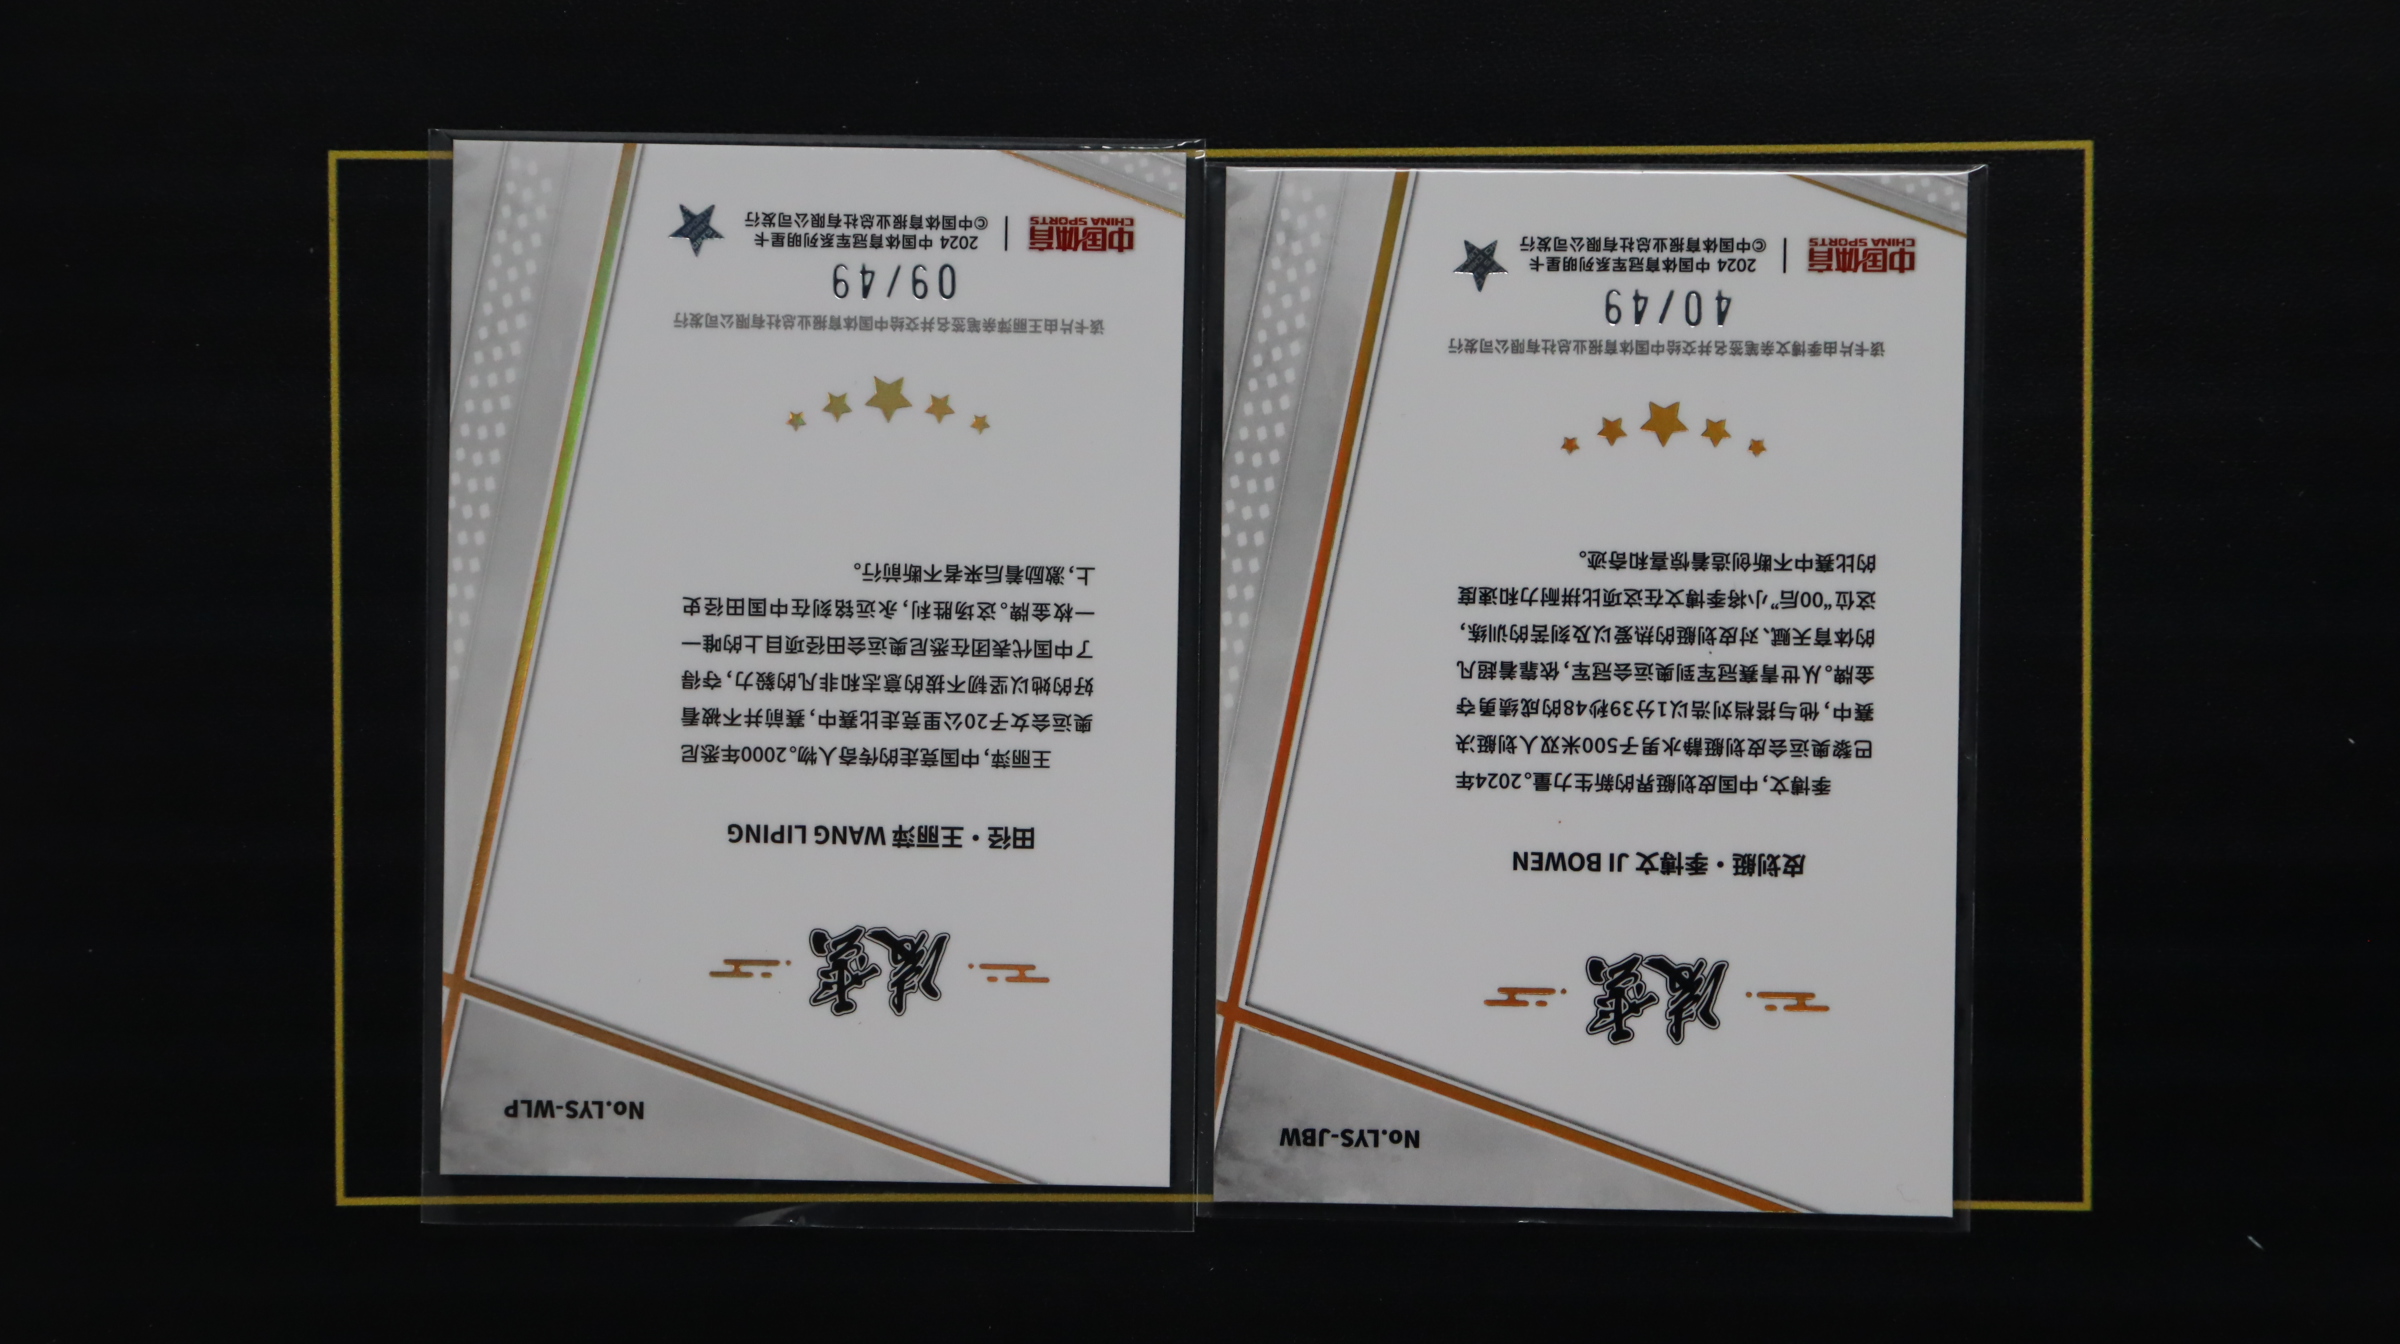 No.LYS-JBW
凌雲
皮划艇·季博文 JI BOWEN
季博文，中国皮划艇界的新生力量。2024年
巴黎奥运会皮划艇静水男子500米双人划艇决
赛中，他与搭档刘浩以1分39秒48的成绩勇夺
金牌。从世青赛冠军到奥运会冠军，依靠着超凡
的体育天赋、对皮划艇的热爱以及刻苦的训练，
这位“00后”小将季博文在这项比拼耐力和速度
的比赛中不断创造着惊喜和奇迹。
该卡片由季博文亲笔签名并交给中国体育报业总社有限公司发行
40/49
中国体育
CHINA SPORTS
2024 中国体育冠军系列明星卡
©中国体育报业总社有限公司发行
No.LYS-WLP
凌雲
田径·王丽萍 WANG LIPING
王丽萍，中国竞走的传奇人物。2000年悉尼
奥运会女子20公里竞走比赛中，赛前并不被看
好的她以坚韧不拔的意志和非凡的毅力，夺得
了中国代表团在悉尼奥运会田径项目上的唯一
一枚金牌。这场胜利，永远铭刻在中国田径史
上，激励着后来者不断前行。
该卡片由王丽萍亲笔签名并交给中国体育报业总社有限公司发行
09/49
中国体育
CHINA SPORTS
2024 中国体育冠军系列明星卡
©中国体育报业总社有限公司发行